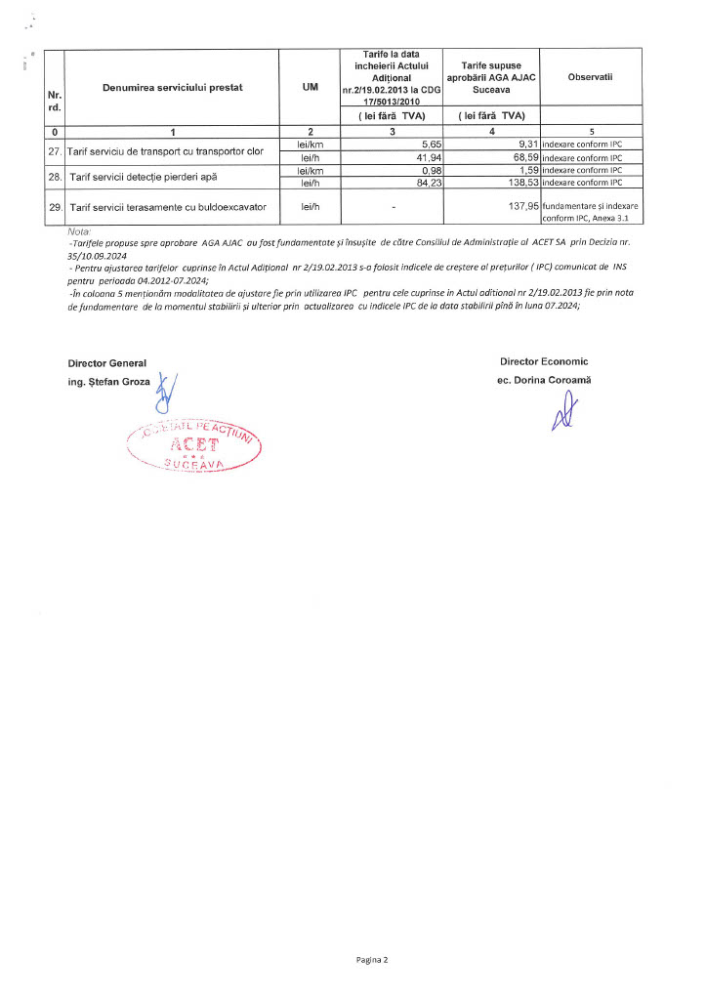 Nr. rd.
Denumirea serviciului prestat
UM
Tarife la data
incheierii Actului
Adițional
nr.2/19.02.2013 la CDG
17/5013/2010
( lei fără TVA)
Tarife supuse
aprobării AGA AJAC
Suceava
( lei fără TVA)
Observatii
0 1 2 3 4 5
27. Tarif serviciu de transport cu transportor clor
lei/km 5,65 9,31 indexare conform IPC
lei/h 41,94 68,59 indexare conform IPC
28. Tarif servicii detecție pierderi apă
lei/km 0,98 1,59 indexare conform IPC
lei/h 84,23 138,53 indexare conform IPC
29. Tarif servicii terasamente cu buldoexcavator lei/h - 137,95 fundamentare și indexare
conform IPC, Anexa 3.1
Nota:
-Tarifele propuse spre aprobare AGA AJAC au fost fundamentate și însușite de către Consiliul de Administrație al ACET SA prin Decizia nr.
35/10.09.2024
- Pentru ajustarea tarifelor cuprinse în Actul Adițional nr 2/19.02.2013 s-a folosit indicele de creștere al prețurilor ( IPC) comunicat de INS
pentru perioada 04.2012-07.2024;
-În coloana 5 menționăm modalitatea de ajustare fie prin utilizarea IPC pentru cele cuprinse in Actul aditional nr 2/19.02.2013 fie prin nota
de fundamentare de la momentul stabilirii și ulterior prin actualizarea cu indicele IPC de la data stabilirii pînă în luna 07.2024;
Director General
ing. Ștefan Groza
Director Economic
ec. Dorina Coroamă
SOCIETATE PE ACȚIUNI
ACET
***
SUCEAVA
Pagina 2